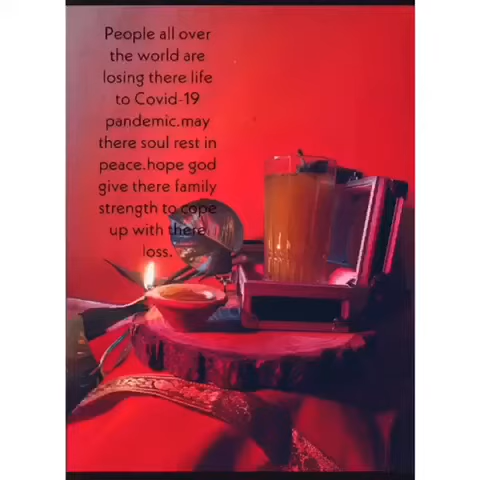 People all over
the world are
losing there life
to Covid-19
pandemic.may
there soul rest in
peace.hope god
give there family
strength to cope
up with there
loss.